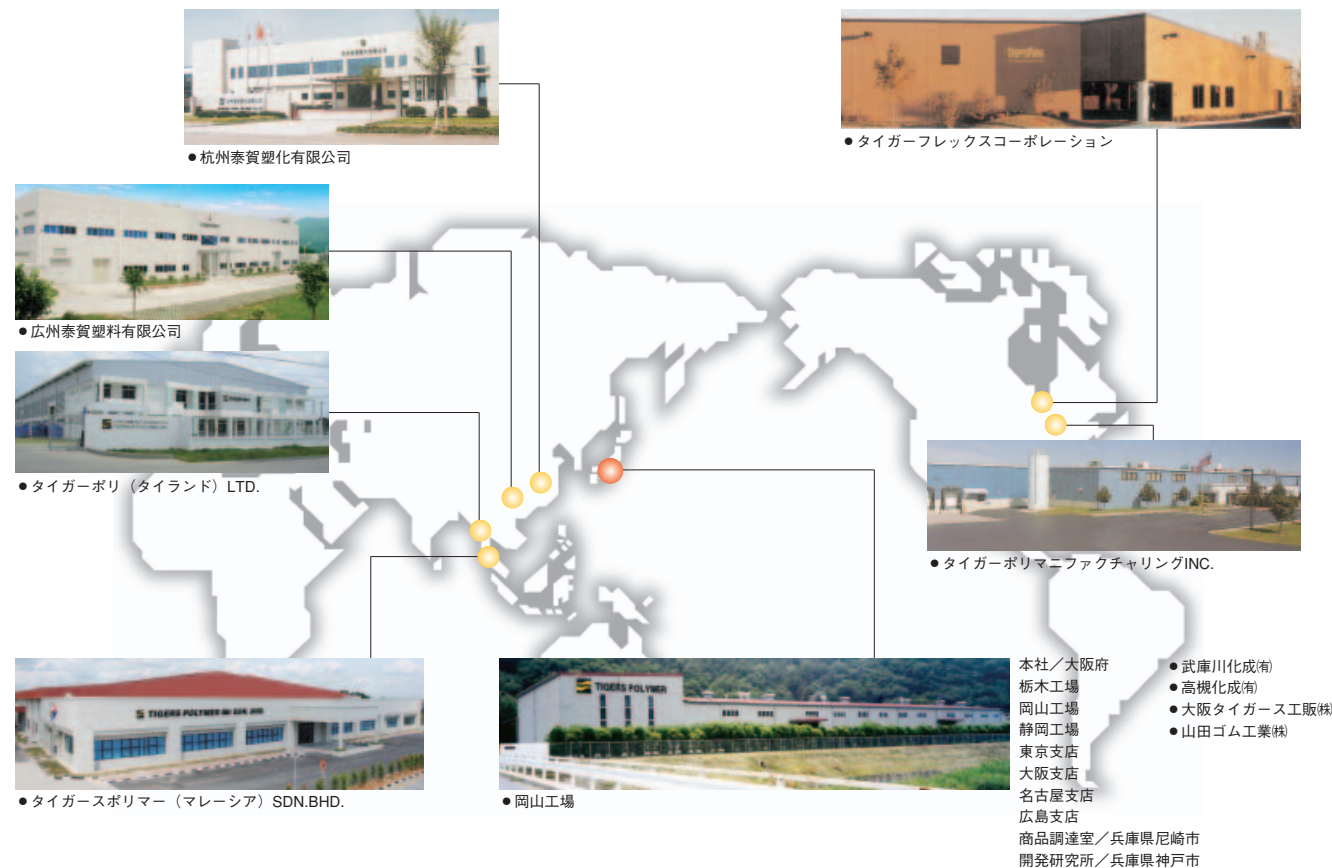 ● 杭州泰賀塑化有限公司
● タイガーフレックスコーポレーション
● 広州泰賀塑料有限公司
● タイガーポリ（タイランド）LTD.
● タイガーポリマニファクチャリングINC.
TIGERS POLYMER (M) SDN. BHD.
● タイガースポリマー（マレーシア）SDN.BHD.
TIGERS POLYMER
● 岡山工場
本社／大阪府
栃木工場
岡山工場
静岡工場
東京支店
大阪支店
名古屋支店
広島支店
商品調達室／兵庫県尼崎市
開発研究所／兵庫県神戸市
● 武庫川化成㈲
● 高槻化成㈲
● 大阪タイガース工販㈱
● 山田ゴム工業㈱